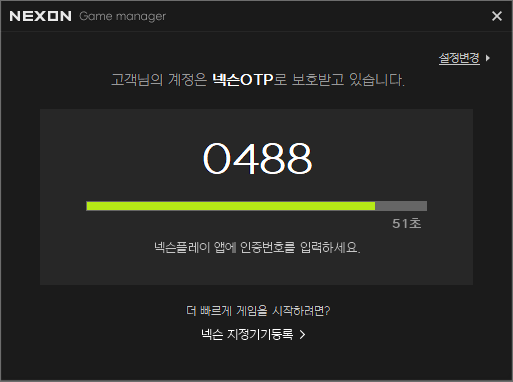 NEXON Game manager
설정변경
고객님의 계정은 넥슨OTP로 보호받고 있습니다.
0488
51초
넥슨플레이 앱에 인증번호를 입력하세요.
더 빠르게 게임을 시작하려면?
넥슨 지정기기등록 >